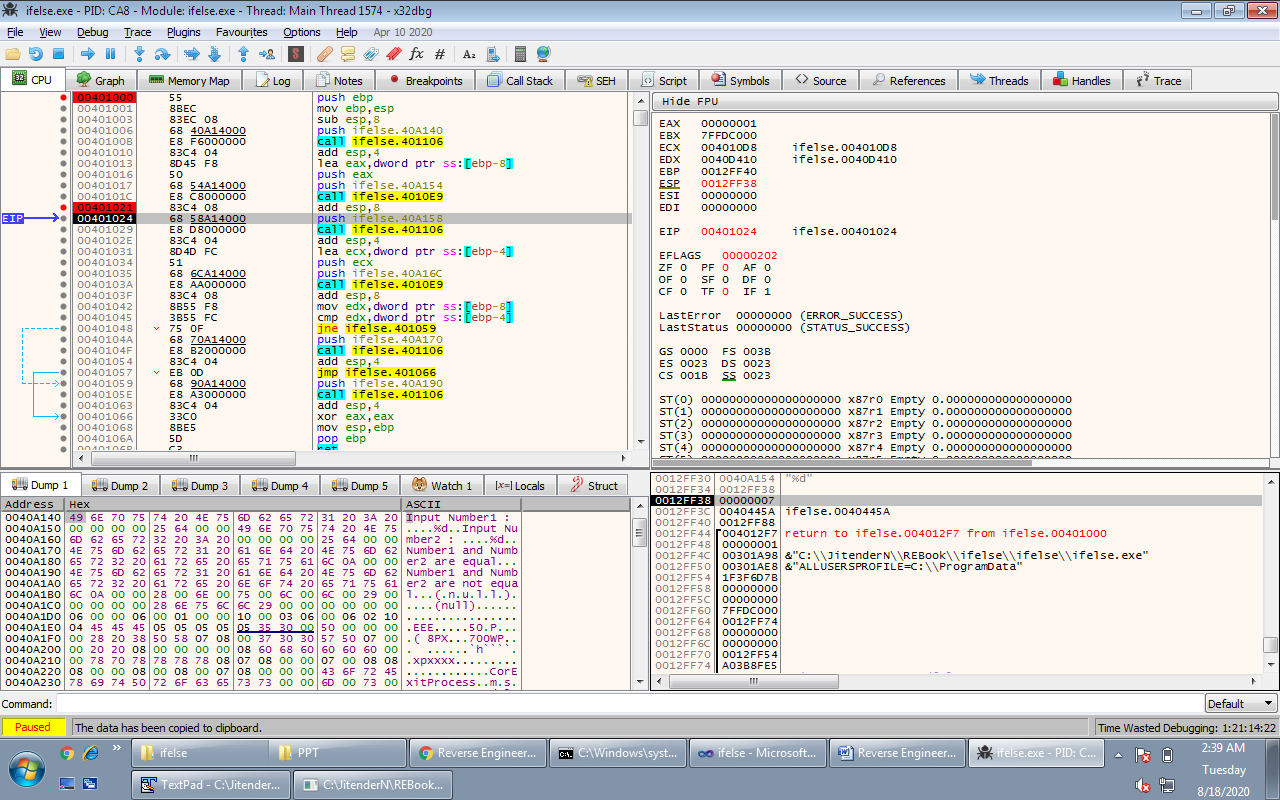 ifelse.exe - PID: CA8 - Module: ifelse.exe - Thread: Main Thread 1574 - x32dbg
File View Debug Trace Plugins Favourites Options Help Apr 10 2020
CPU Graph Memory Map Log Notes Breakpoints Call Stack SEH Script Symbols Source References Threads Handles Trace
00401000 55 push ebp
00401001 8BEC mov ebp,esp
00401003 83EC 08 sub esp,8
00401006 68 40A14000 push ifelse.40A140
0040100B E8 F6000000 call ifelse.401106
00401010 83C4 04 add esp,4
00401013 8D45 F8 lea eax,dword ptr ss:[ebp-8]
00401016 50 push eax
00401017 68 54A14000 push ifelse.40A154
0040101C E8 C8000000 call ifelse.4010E9
00401021 83C4 08 add esp,8
EIP 00401024 68 58A14000 push ifelse.40A158
00401029 E8 D8000000 call ifelse.401106
0040102E 83C4 04 add esp,4
00401031 8D4D FC lea ecx,dword ptr ss:[ebp-4]
00401034 51 push ecx
00401035 68 6CA14000 push ifelse.40A16C
0040103A E8 AA000000 call ifelse.4010E9
0040103F 83C4 08 add esp,8
00401042 8B55 F8 mov edx,dword ptr ss:[ebp-8]
00401045 3B55 FC cmp edx,dword ptr ss:[ebp-4]
00401048 75 0F jne ifelse.401059
0040104A 68 70A14000 push ifelse.40A170
0040104F E8 B2000000 call ifelse.401106
00401054 83C4 04 add esp,4
00401057 EB 0D jmp ifelse.401066
00401059 68 90A14000 push ifelse.40A190
0040105E E8 A3000000 call ifelse.401106
00401063 83C4 04 add esp,4
00401066 33C0 xor eax,eax
00401068 8BE5 mov esp,ebp
0040106A 5D pop ebp
0040106B C3 ret
Hide FPU
EAX 00000001
EBX 7FFDC000
ECX 004010D8 ifelse.004010D8
EDX 0040D410 ifelse.0040D410
EBP 0012FF40
ESP 0012FF38
ESI 00000000
EDI 00000000
EIP 00401024 ifelse.00401024
EFLAGS 00000202
ZF 0 PF 0 AF 0
OF 0 SF 0 DF 0
CF 0 TF 0 IF 1
LastError 00000000 (ERROR_SUCCESS)
LastStatus 00000000 (STATUS_SUCCESS)
GS 0000 FS 003B
ES 0023 DS 0023
CS 001B SS 0023
ST(0) 00000000000000000000 x87r0 Empty 0.000000000000000000
ST(1) 00000000000000000000 x87r1 Empty 0.000000000000000000
ST(2) 00000000000000000000 x87r2 Empty 0.000000000000000000
ST(3) 00000000000000000000 x87r3 Empty 0.000000000000000000
ST(4) 00000000000000000000 x87r4 Empty 0.000000000000000000
ST(5) 00000000000000000000 x87r5 Empty 0.000000000000000000
Dump 1 Dump 2 Dump 3 Dump 4 Dump 5 Watch 1 Locals Struct
Address Hex ASCII
0040A140 49 6E 70 75 74 20 4E 75 6D 62 65 72 31 20 3A 20 Input Number1 :
0040A150 00 00 00 00 25 64 00 00 49 6E 70 75 74 20 4E 75 ....%d..Input Nu
0040A160 6D 62 65 72 32 20 3A 20 00 00 00 00 25 64 00 00 mber2 : ....%d..
0040A170 4E 75 6D 62 65 72 31 20 61 6E 64 20 4E 75 6D 62 Number1 and Numb
0040A180 65 72 32 20 61 72 65 20 65 71 75 61 6C 0A 00 00 er2 are equal...
0040A190 4E 75 6D 62 65 72 31 20 61 6E 64 20 4E 75 6D 62 Number1 and Numb
0040A1A0 65 72 32 20 61 72 65 20 6E 6F 74 20 65 71 75 61 er2 are not equa
0040A1B0 6C 0A 00 00 28 00 6E 00 75 00 6C 00 6C 00 29 00 l...(.n.u.l.l.).
0040A1C0 00 00 00 00 28 6E 75 6C 6C 29 00 00 00 00 00 00 ....(null)......
0040A1D0 06 00 00 06 00 01 00 00 10 00 03 06 00 06 02 10 ................
0040A1E0 04 45 45 45 05 05 05 05 05 35 30 00 50 00 00 00 .EEE.....50.P...
0040A1F0 00 28 20 38 50 58 07 08 00 37 30 30 57 50 07 00 .( 8PX...700WP..
0040A200 00 20 20 08 00 00 00 00 08 60 68 60 60 60 60 00 .  ......`h````.
0040A210 00 78 70 78 78 78 78 08 07 08 00 00 07 00 08 08 .xpxxxx.........
0040A220 08 00 00 08 00 08 00 07 08 00 00 00 43 6F 72 45 ............CorE
0040A230 78 69 74 50 72 6F 63 65 73 73 00 00 6D 00 73 00 xitProcess..m.s.
0012FF30 0040A154 "%d"
0012FF34 0012FF38
0012FF38 00000007
0012FF3C 0040445A ifelse.0040445A
0012FF40 0012FF88
0012FF44 004012F7 return to ifelse.004012F7 from ifelse.00401000
0012FF48 00000001
0012FF4C 00301A98 &"C:\\JitenderN\\REBook\\ifelse\\ifelse\\ifelse.exe"
0012FF50 00301AE8 &"ALLUSERSPROFILE=C:\\ProgramData"
0012FF54 1F3F6D7B
0012FF58 00000000
0012FF5C 00000000
0012FF60 7FFDC000
0012FF64 0012FF74
0012FF68 00000000
0012FF6C 00000000
0012FF70 0012FF54
0012FF74 A03B8FE5
Command: Default
Paused The data has been copied to clipboard. Time Wasted Debugging: 1:21:14:22
ifelse PPT Reverse Engineer... C:\Windows\syst... ifelse - Microsoft... Reverse Engineer... ifelse.exe - PID: C... 2:39 AM
Tuesday
TextPad - C:\Jitender... C:\JitenderN\REBook... 8/18/2020